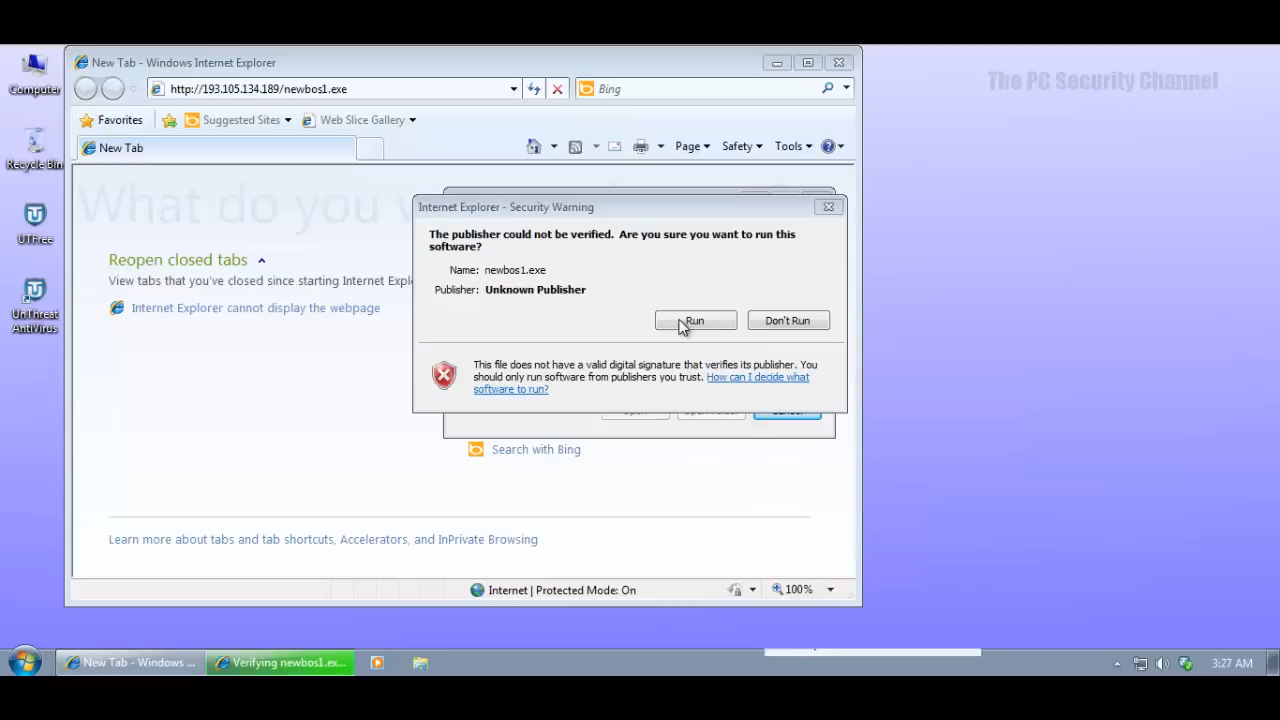 The PC Security Channel
New Tab - Windows Internet Explorer
Computer
http://193.105.134.189/newbos1.exe
Bing
Favorites
Suggested Sites
Web Slice Gallery
New Tab
Page
Safety
Tools
Recycle Bin
What do you
Internet Explorer - Security Warning
The publisher could not be verified. Are you sure you want to run this
software?
UTFree
Reopen closed tabs
View tabs that you've closed since starting Internet Explo
Name: newbos1.exe
Publisher: Unknown Publisher
Internet Explorer cannot display the webpage
Run
Don't Run
UnThreat
AntiVirus
This file does not have a valid digital signature that verifies its publisher. You
should only run software from publishers you trust. How can I decide what
software to run?
Search with Bing
Learn more about tabs and tab shortcuts, Accelerators, and InPrivate Browsing
Internet | Protected Mode: On
100%
New Tab - Windows ...
Verifying newbos1.ex...
3:27 AM